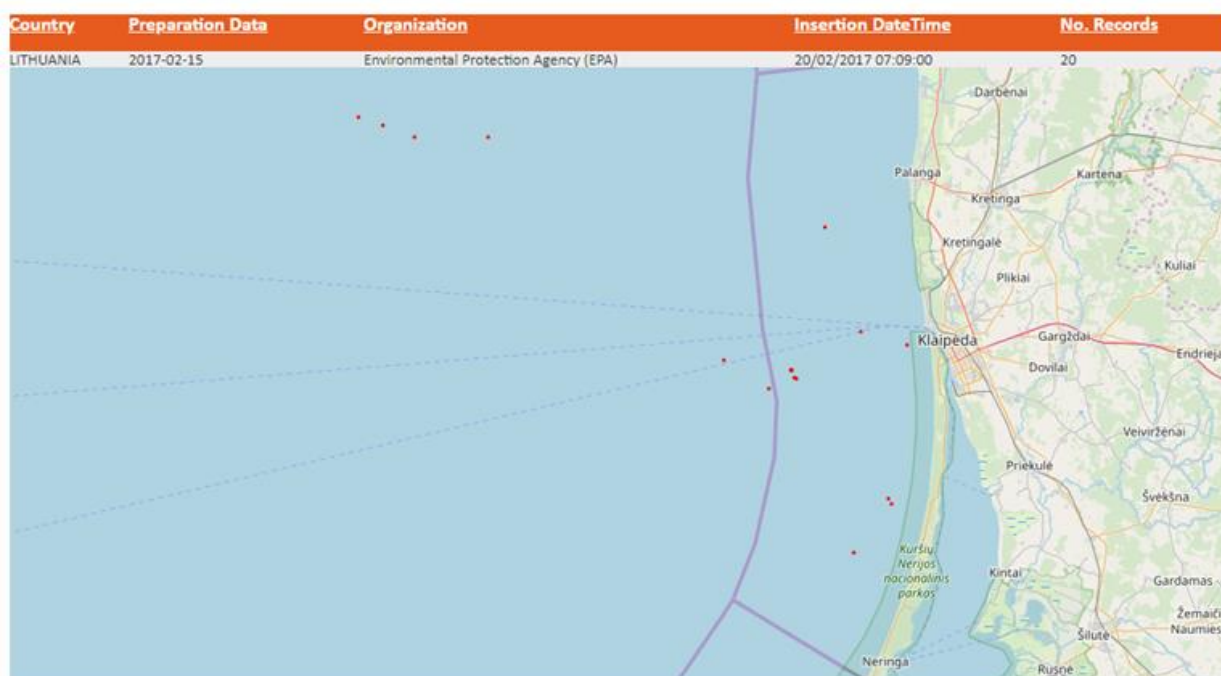 Country Preparation Data Organization Insertion DateTime No. Records
LITHUANIA 2017-02-15 Environmental Protection Agency (EPA) 20/02/2017 07:09:00 20
Darbėnai
Palanga
Kartena
Kretinga
Kretingalė
Kuliai
Plikiai
Klaipėda
Gargždai
Endrieja
Dovilai
Veiviržėnai
Priekulė
Švėkšna
Kuršių
Nerijos
nacionalinis
parkas
Kintai
Gardamas
Žemaiči
Naumies
Šilutė
Neringa
Rusnė